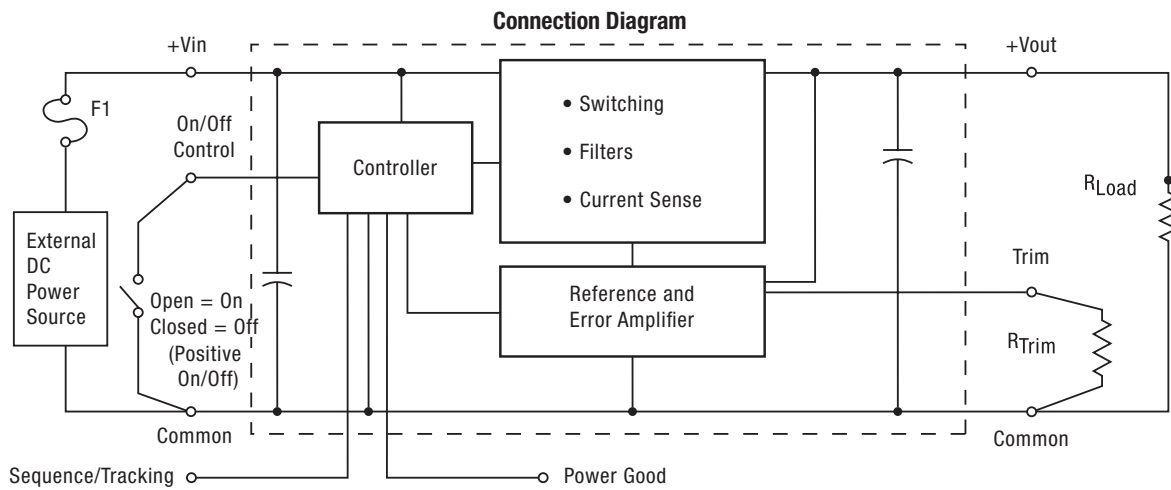 Connection Diagram
+Vin
+Vout
F1
On/Off
Control
Controller
• Switching
• Filters
• Current Sense
RLoad
External
DC
Power
Source
Open = On
Closed = Off
(Positive
On/Off)
Reference and
Error Amplifier
Trim
RTrim
Common
Common
Sequence/Tracking
Power Good